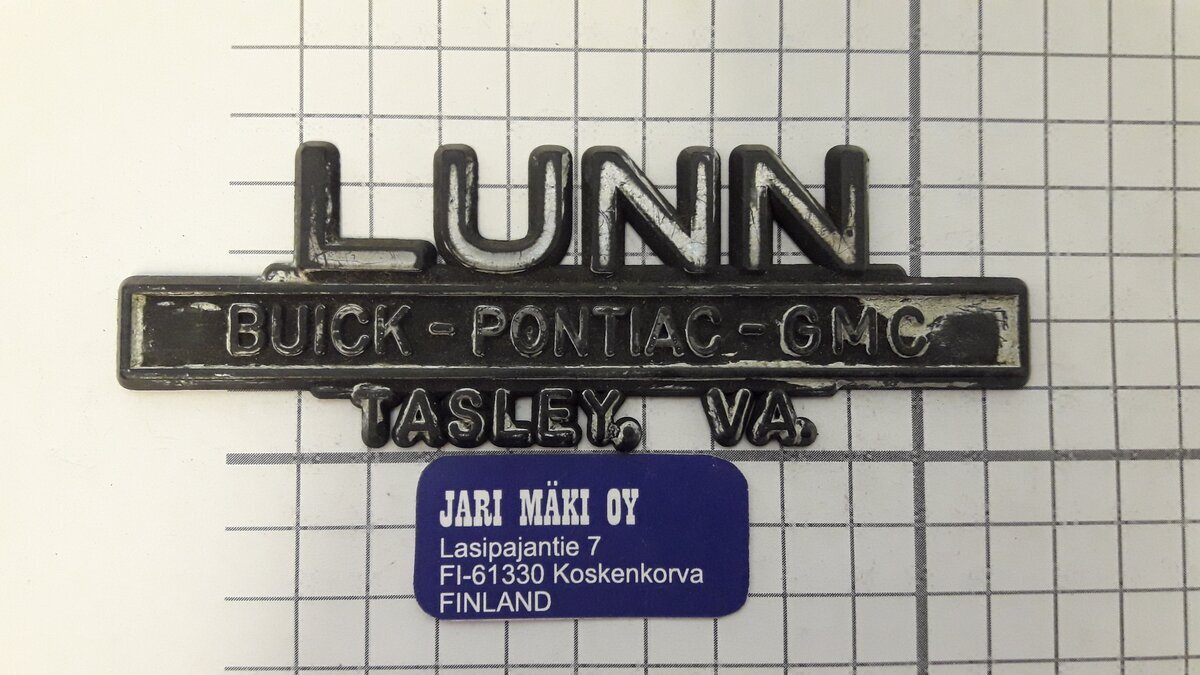 LUNN
BUICK - PONTIAC - GMC
TASLEY, VA.
JARI MÄKI OY
Lasipajantie 7
FI-61330 Koskenkorva
FINLAND